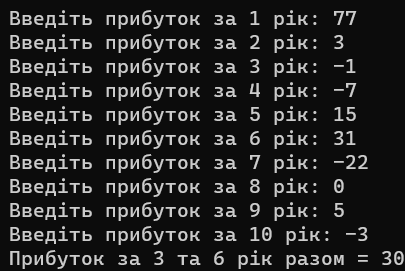 Введіть прибуток за 1 рік: 77
Введіть прибуток за 2 рік: 3
Введіть прибуток за 3 рік: -1
Введіть прибуток за 4 рік: -7
Введіть прибуток за 5 рік: 15
Введіть прибуток за 6 рік: 31
Введіть прибуток за 7 рік: -22
Введіть прибуток за 8 рік: 0
Введіть прибуток за 9 рік: 5
Введіть прибуток за 10 рік: -3
Прибуток за 3 та 6 рік разом = 30